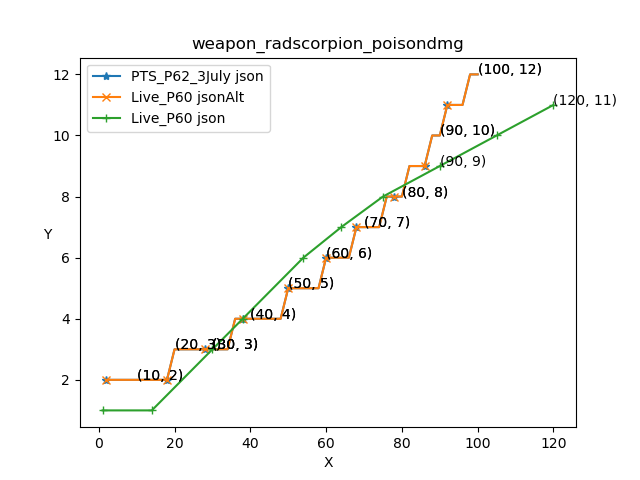 weapon_radscorpion_poisondmg
PTS_P62_3July json
Live_P60 jsonAlt
Live_P60 json
(100, 12)
(120, 11)
(90, 10)
(90, 9)
(80, 8)
(70, 7)
(60, 6)
(50, 5)
(40, 4)
(20, 3)
(30, 3)
(10, 2)
12
10
8
6
4
2
Y
0 20 40 60 80 100 120
X